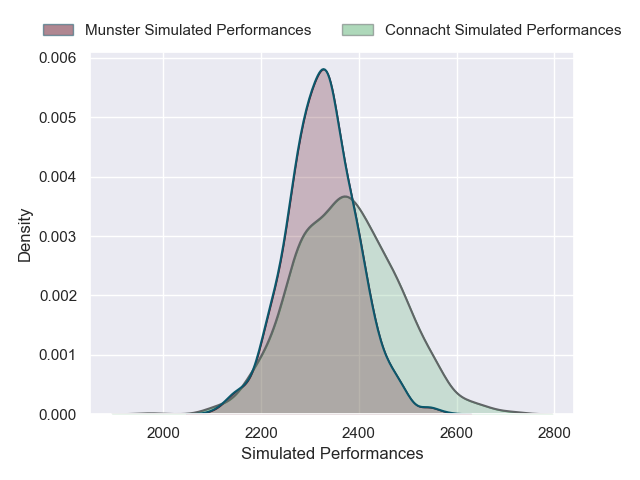 Munster Simulated Performances Connacht Simulated Performances
0.006
0.005
0.004
0.003
0.002
0.001
0.000
Density
2000 2200 2400 2600 2800
Simulated Performances